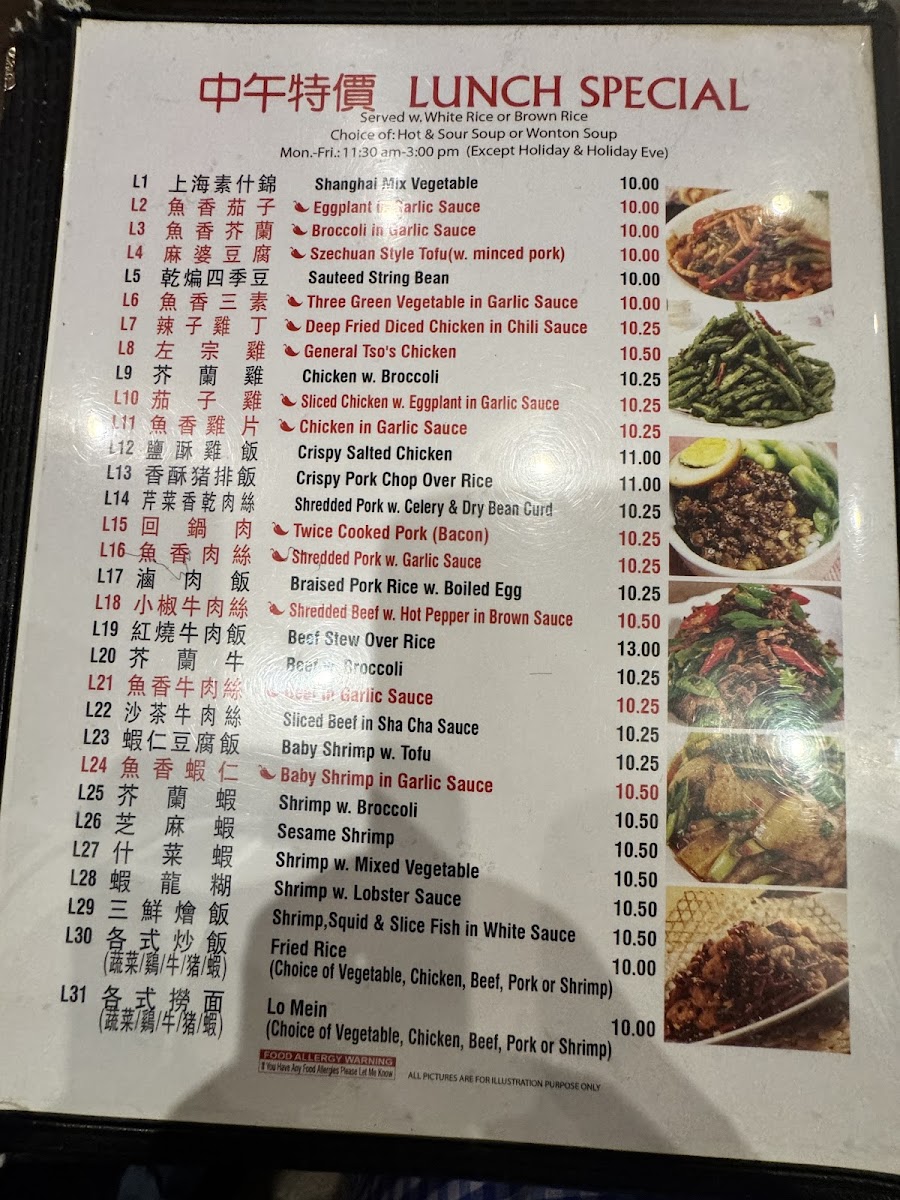 中午特價 LUNCH SPECIAL
Served w, White Rice or Brown Rice
Choice of: Hot & Sour Soup or Wonton Soup
Mon.-Fri.: 11:30 am-3:00 pm (Except Holiday & Holiday Eve)
L1 上海素什錦 Shanghai Mix Vegetable 10.00
L2 魚香茄子 Eggplant in Garlic Sauce 10.00
L3 魚香芥蘭 Broccoli in Garlic Sauce 10.00
L4 麻婆豆腐 Szechuan Style Tofu(w. minced pork) 10.00
L5 乾煸四季豆 Sauteed String Bean 10.00
L6 魚香三素 Three Green Vegetable in Garlic Sauce 10.00
L7 辣子雞丁 Deep Fried Diced Chicken in Chili Sauce 10.25
L8 左宗雞 General Tso's Chicken 10.50
L9 芥蘭雞 Chicken w. Broccoli 10.25
L10 茄子雞 Sliced Chicken w. Eggplant in Garlic Sauce 10.25
L11 魚香雞片 Chicken in Garlic Sauce 10.25
L12 鹽酥雞飯 Crispy Salted Chicken 11.00
L13 香酥猪排飯 Crispy Pork Chop Over Rice 11.00
L14 芹菜香乾肉絲 Shredded Pork w. Celery & Dry Bean Curd 10.25
L15 回鍋肉 Twice Cooked Pork (Bacon) 10.25
L16 魚香肉絲 Shredded Pork w. Garlic Sauce 10.25
L17 滷肉飯 Braised Pork Rice w. Boiled Egg 10.25
L18 小椒牛肉絲 Shredded Beef w. Hot Pepper in Brown Sauce 10.50
L19 紅燒牛肉飯 Beef Stew Over Rice 13.00
L20 芥蘭牛 Beef w. Broccoli 10.25
L21 魚香牛肉絲 Beef in Garlic Sauce 10.25
L22 沙茶牛肉絲 Sliced Beef in Sha Cha Sauce 10.25
L23 蝦仁豆腐飯 Baby Shrimp w. Tofu 10.25
L24 魚香蝦仁 Baby Shrimp in Garlic Sauce 10.50
L25 芥蘭蝦 Shrimp w. Broccoli 10.50
L26 芝麻蝦 Sesame Shrimp 10.50
L27 什菜蝦 Shrimp w. Mixed Vegetable 10.50
L28 蝦龍糊 Shrimp w. Lobster Sauce 10.50
L29 三鮮燴飯 Shrimp,Squid & Slice Fish in White Sauce 10.50
L30 各式炒飯 Fried Rice 10.00
(蔬菜/鷄/牛/猪/蝦) (Choice of Vegetable, Chicken, Beef, Pork or Shrimp)
L31 各式撈面 Lo Mein 10.00
(蔬菜/鷄/牛/猪/蝦) (Choice of Vegetable, Chicken, Beef, Pork or Shrimp)
FOOD ALLERGY WARNING
If You Have Any Food Allergies Please Let Me Know
ALL PICTURES ARE FOR ILLUSTRATION PURPOSE ONLY